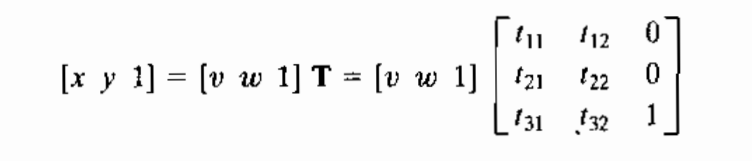 t₁₁ t₁₂ 0
[x y 1] = [v w 1] T = [v w 1] t₂₁ t₂₂ 0
t₃₁ t₃₂ 1